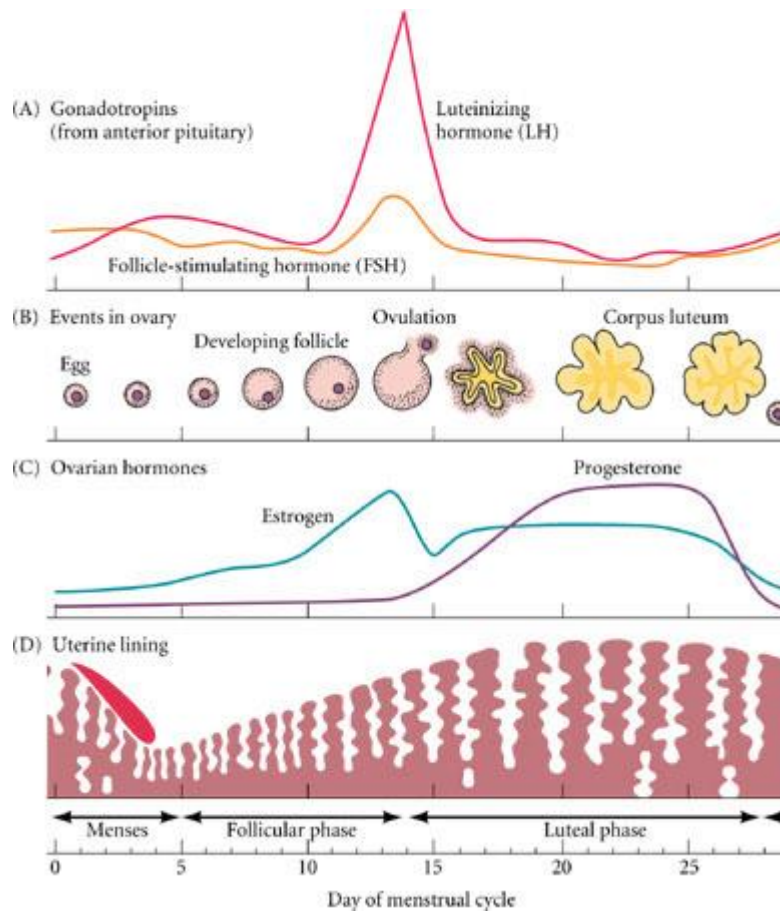 (A) Gonadotropins
(from anterior pituitary)
Luteinizing
hormone (LH)
Follicle-stimulating hormone (FSH)
(B) Events in ovary
Ovulation
Corpus luteum
Developing follicle
Egg
(C) Ovarian hormones
Progesterone
Estrogen
(D) Uterine lining
Menses
Follicular phase
Luteal phase
0 5 10 15 20 25
Day of menstrual cycle